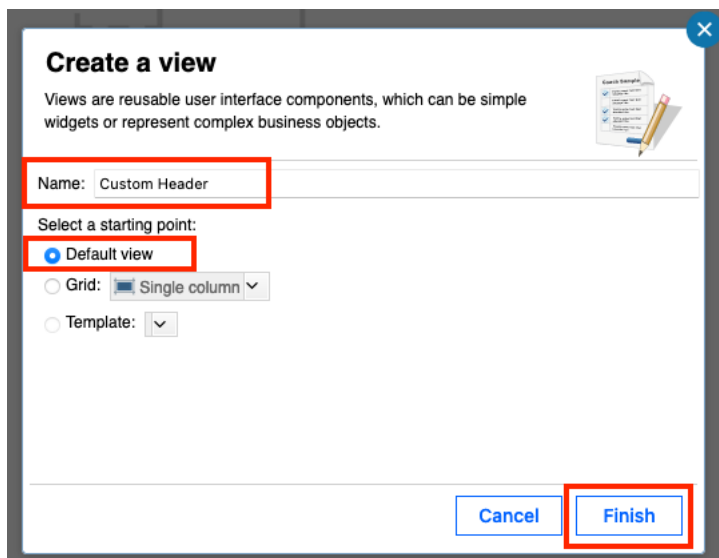 Create a view
Views are reusable user interface components, which can be simple
widgets or represent complex business objects.
Name: Custom Header
Select a starting point:
Default view
Grid: Single column
Template:
Cancel Finish